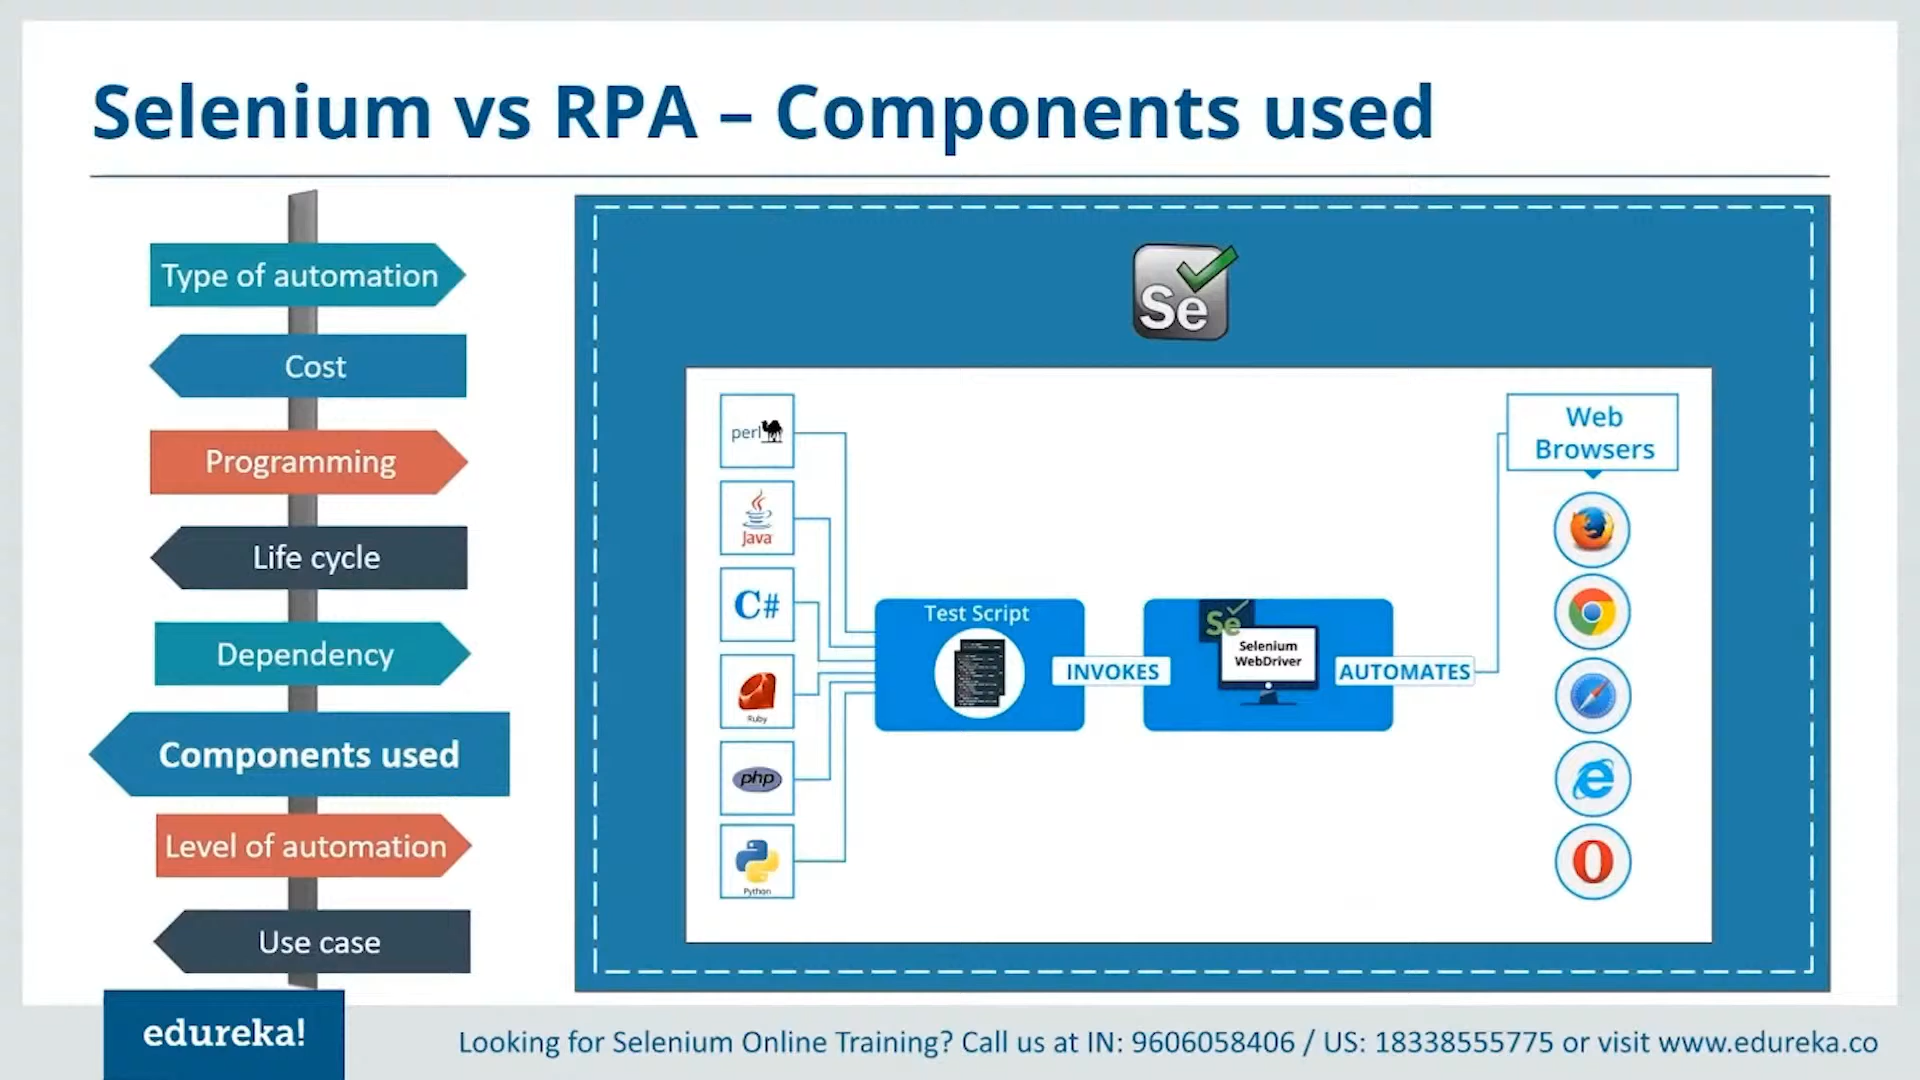 Selenium vs RPA – Components used
Type of automation
Cost
Programming
Life cycle
Dependency
Components used
Level of automation
Use case
Se
perl
Java
C#
Ruby
php
Python
Test Script
INVOKES
Se
Selenium
WebDriver
AUTOMATES
Web
Browsers
edureka!
Looking for Selenium Online Training? Call us at IN: 9606058406 / US: 18338555775 or visit www.edureka.co